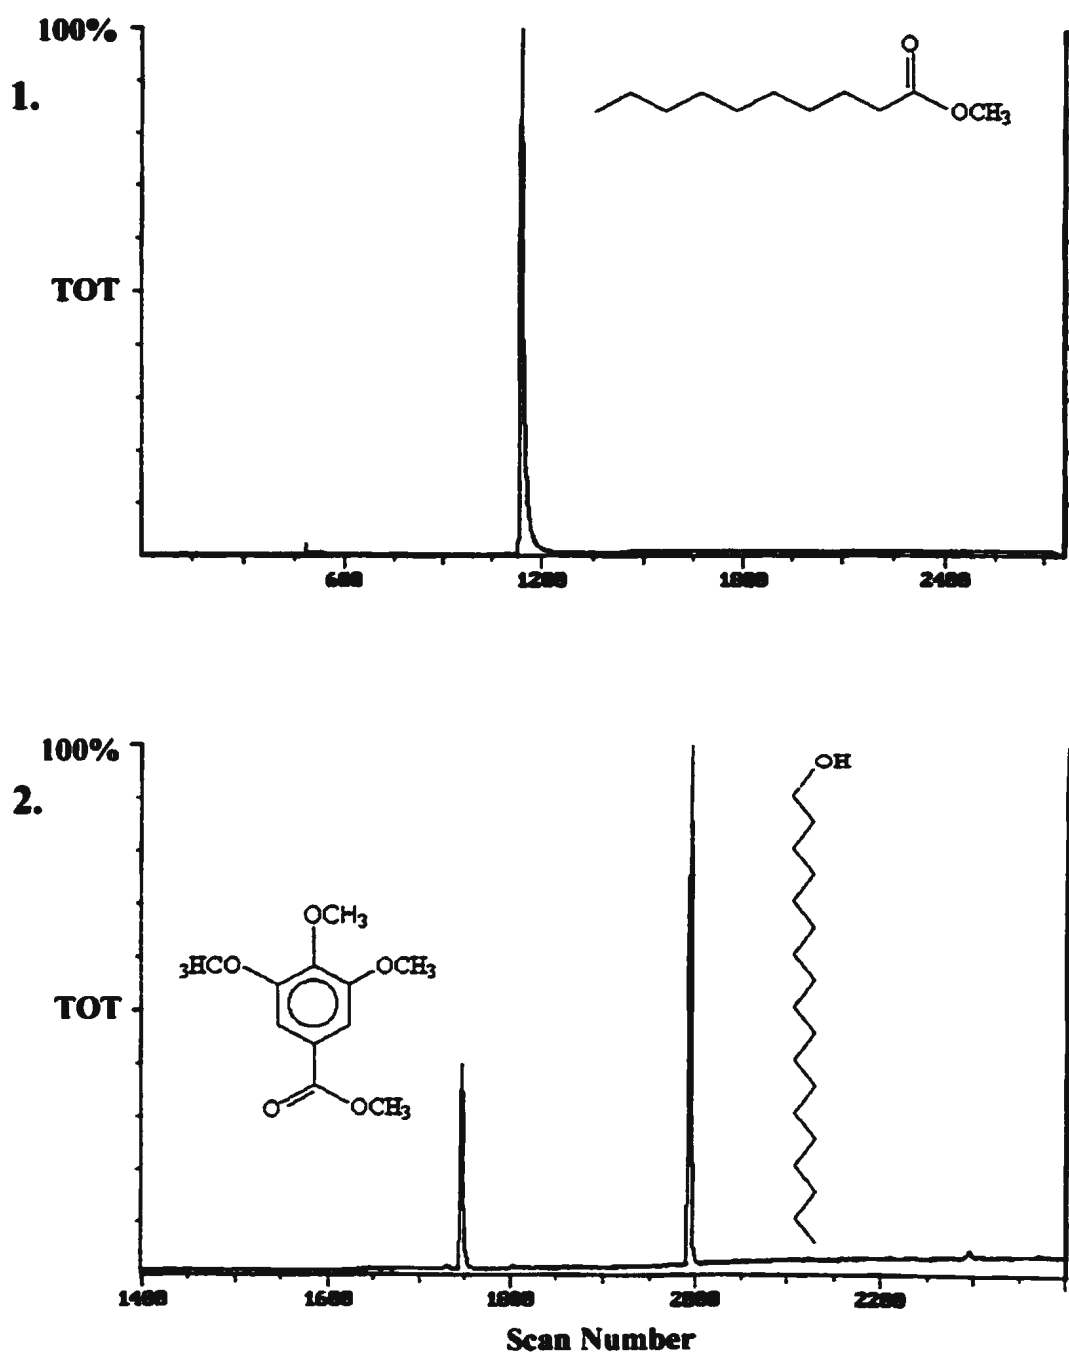 100%
1.
O
OCH3
TOT
600 1200 1800 2400
100%
2.
OH
OCH3
3HCO OCH3
TOT
O OCH3
1400 1600 1800 2000 2200
Scan Number